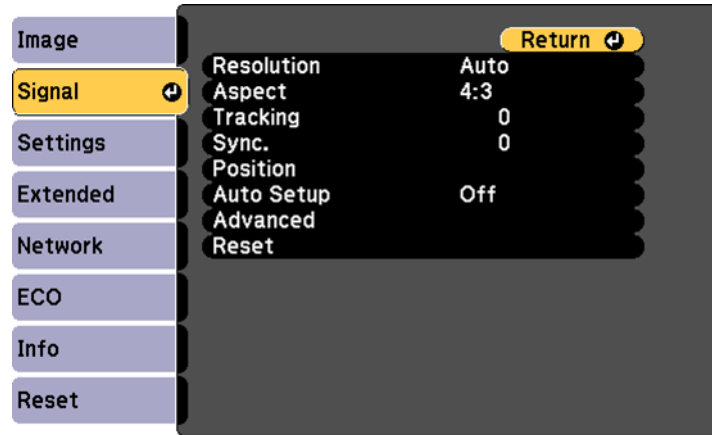 Image
Signal
Settings
Extended
Network
ECO
Info
Reset
Return
Resolution Auto
Aspect 4:3
Tracking 0
Sync. 0
Position
Auto Setup Off
Advanced
Reset